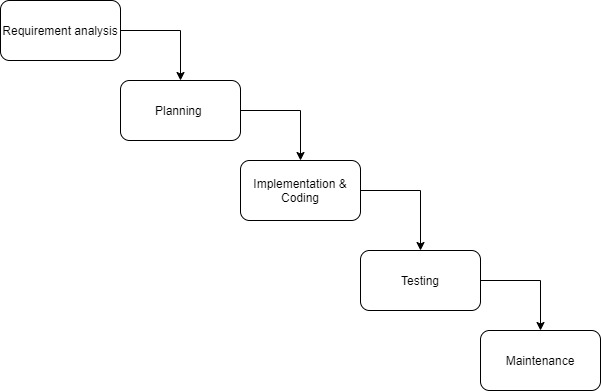 Requirement analysis
Planning
Implementation &
Coding
Testing
Maintenance